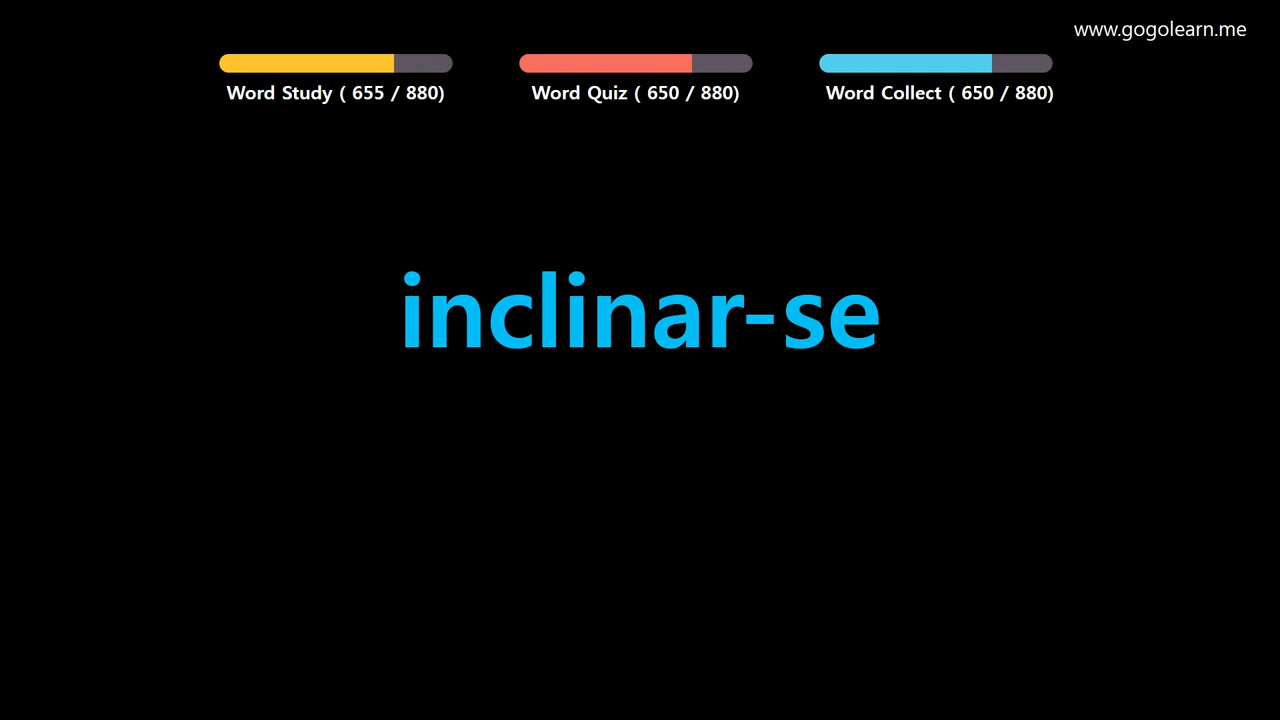 www.gogolearn.me
Word Study ( 655 / 880)
Word Quiz ( 650 / 880)
Word Collect ( 650 / 880)
inclinar-se